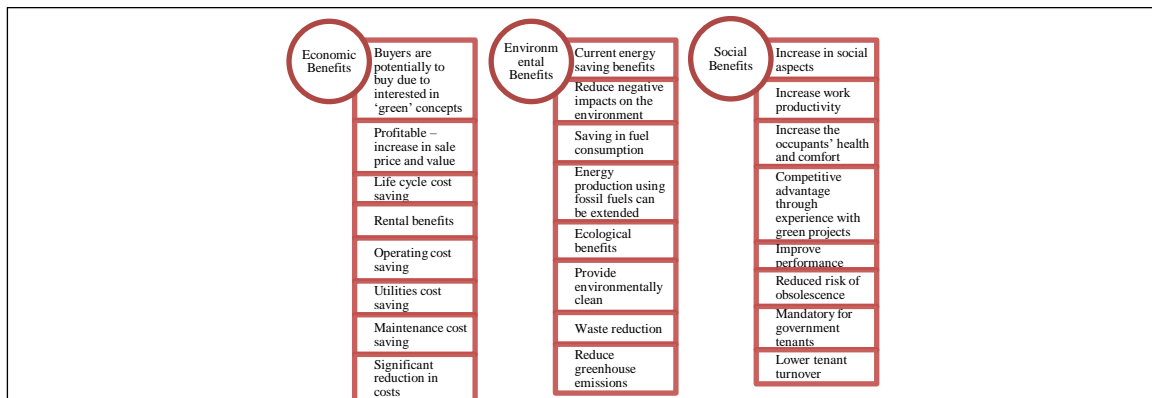 Economic
Benefits
Buyers are
potentially to
buy due to
interested in
‘green’ concepts
Profitable –
increase in sale
price and value
Life cycle cost
saving
Rental benefits
Operating cost
saving
Utilities cost
saving
Maintenance cost
saving
Significant
reduction in
costs
Environm
ental
Benefits
Current energy
saving benefits
Reduce negative
impacts on the
environment
Saving in fuel
consumption
Energy
production using
fossil fuels can
be extended
Ecological
benefits
Provide
environmentally
clean
Waste reduction
Reduce
greenhouse
emissions
Social
Benefits
Increase in social
aspects
Increase work
productivity
Increase the
occupants’ health
and comfort
Competitive
advantage
through
experience with
green projects
Improve
performance
Reduced risk of
obsolescence
Mandatory for
government
tenants
Lower tenant
turnover